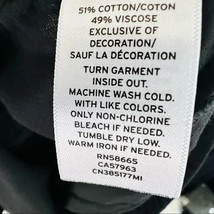 51% COTTON/COTON
49% VISCOSE
EXCLUSIVE OF
DECORATION/
SAUF LA DÉCORATION
TURN GARMENT
INSIDE OUT.
MACHINE WASH COLD.
WITH LIKE COLORS.
ONLY NON-CHLORINE
BLEACH IF NEEDED.
TUMBLE DRY LOW.
WARM IRON IF NEEDED.
RN58665
CA57963
CN385177MI